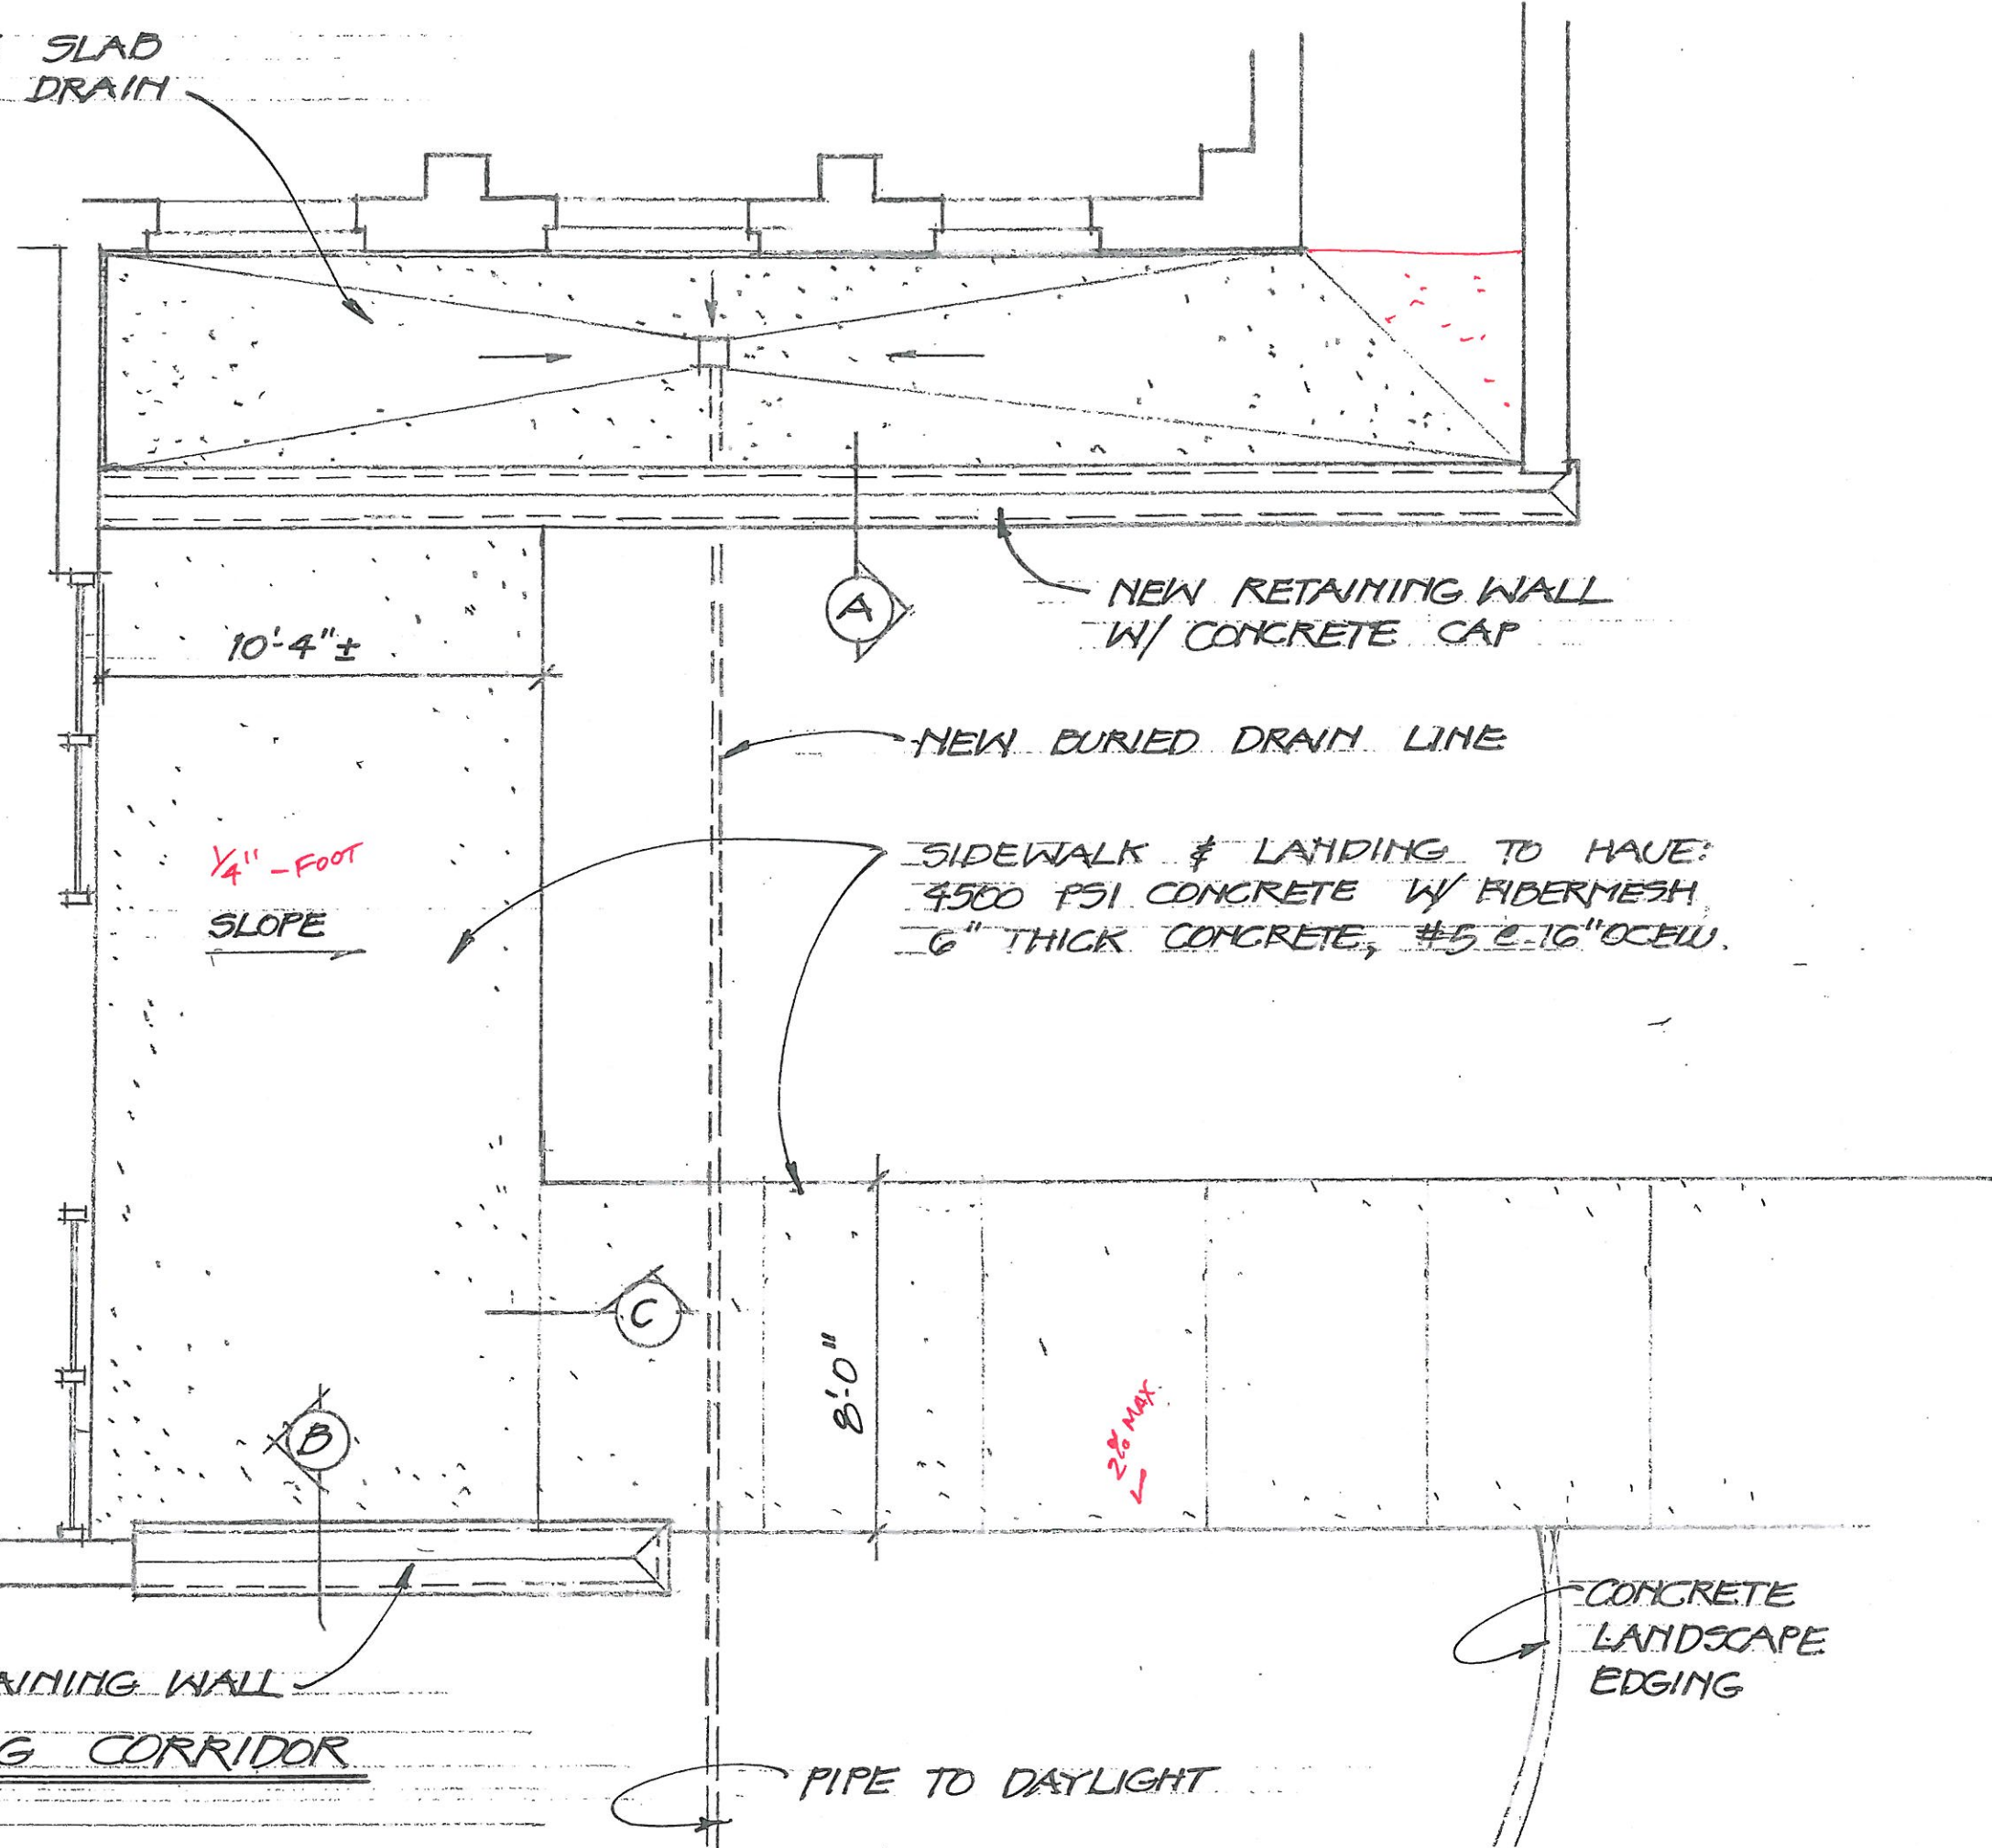 SLAB
DRAIN
A
NEW RETAINING WALL
W/ CONCRETE CAP
10'-4"±
NEW BURIED DRAIN LINE
SIDEWALK & LANDING TO HAVE:
4500 PSI CONCRETE W/ FIBERMESH
6" THICK CONCRETE, #5 @ 16" OCEW.
1/4" - FOOT
SLOPE
C
8'-0"
2% MAX
B
CONCRETE
LANDSCAPE
EDGING
AINING WALL
G CORRIDOR
PIPE TO DAYLIGHT